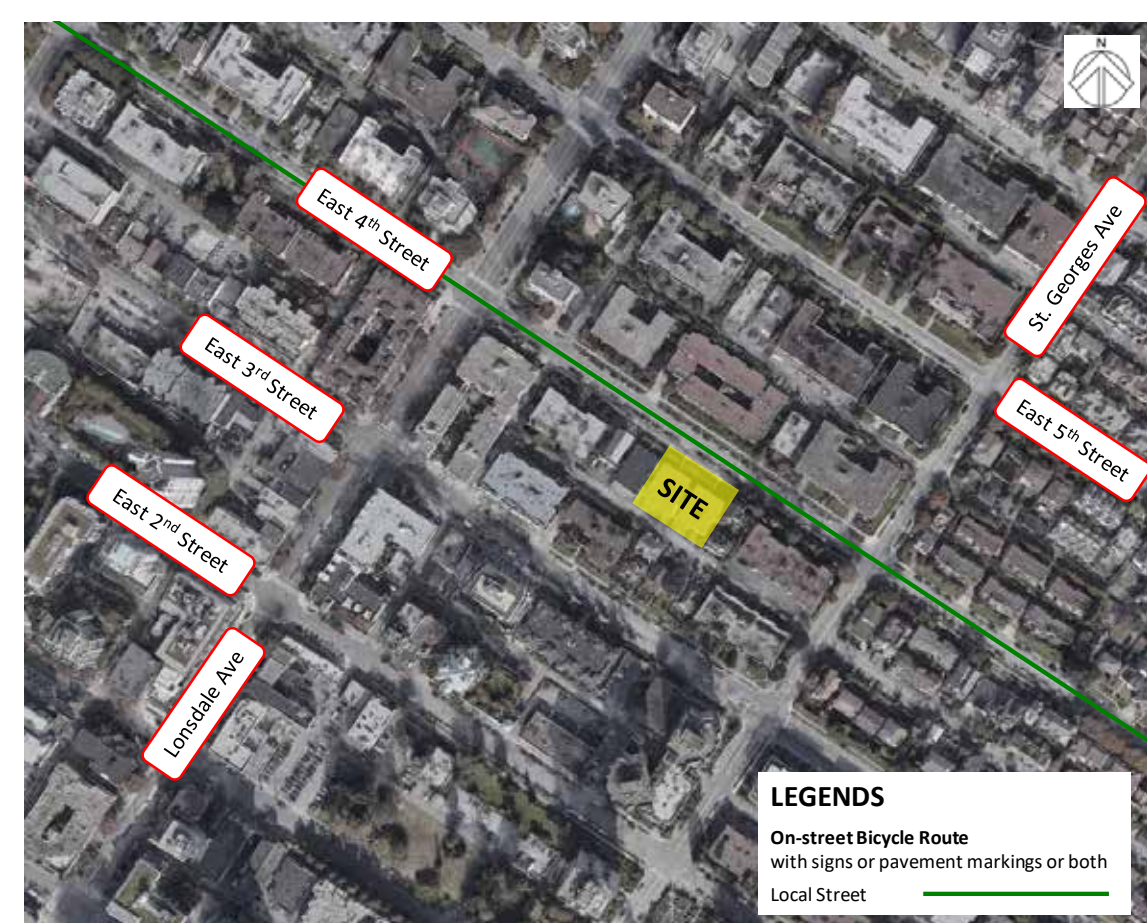 N
East 4th Street
St. Georges Ave
East 3rd Street
East 5th Street
SITE
East 2nd Street
Lonsdale Ave
LEGENDS
On-street Bicycle Route
with signs or pavement markings or both
Local Street